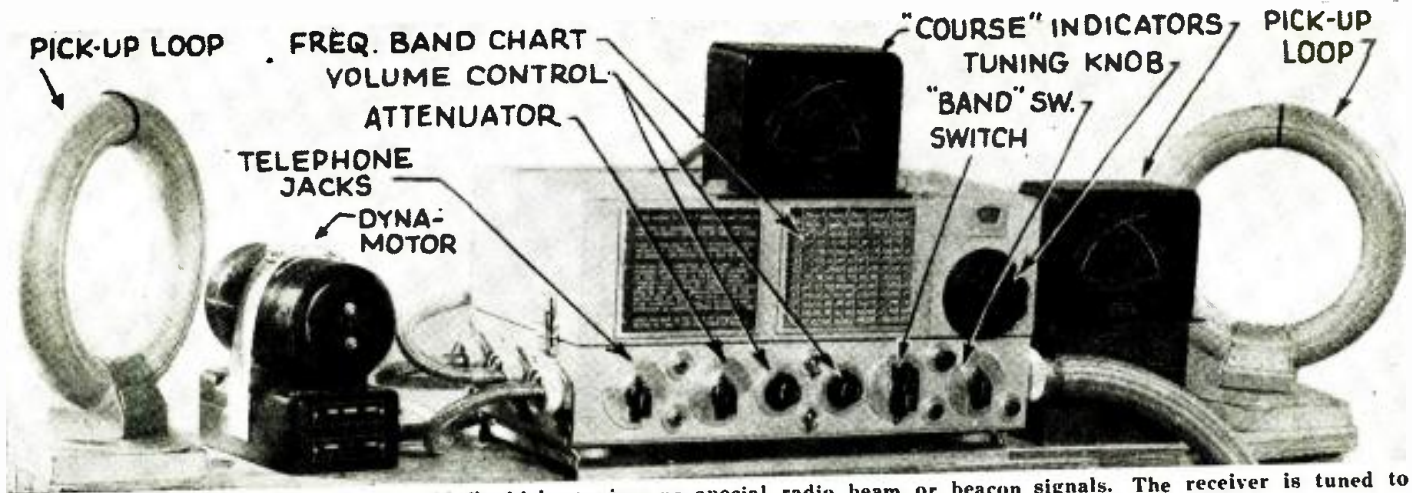 PICK-UP LOOP
FREQ. BAND CHART
VOLUME CONTROL
ATTENUATOR
TELEPHONE
JACKS
DYNA-
MOTOR
"COURSE" INDICATORS
TUNING KNOB
"BAND" SW.
SWITCH
PICK-UP
LOOP
special radio beam or beacon signals. The receiver is tuned to